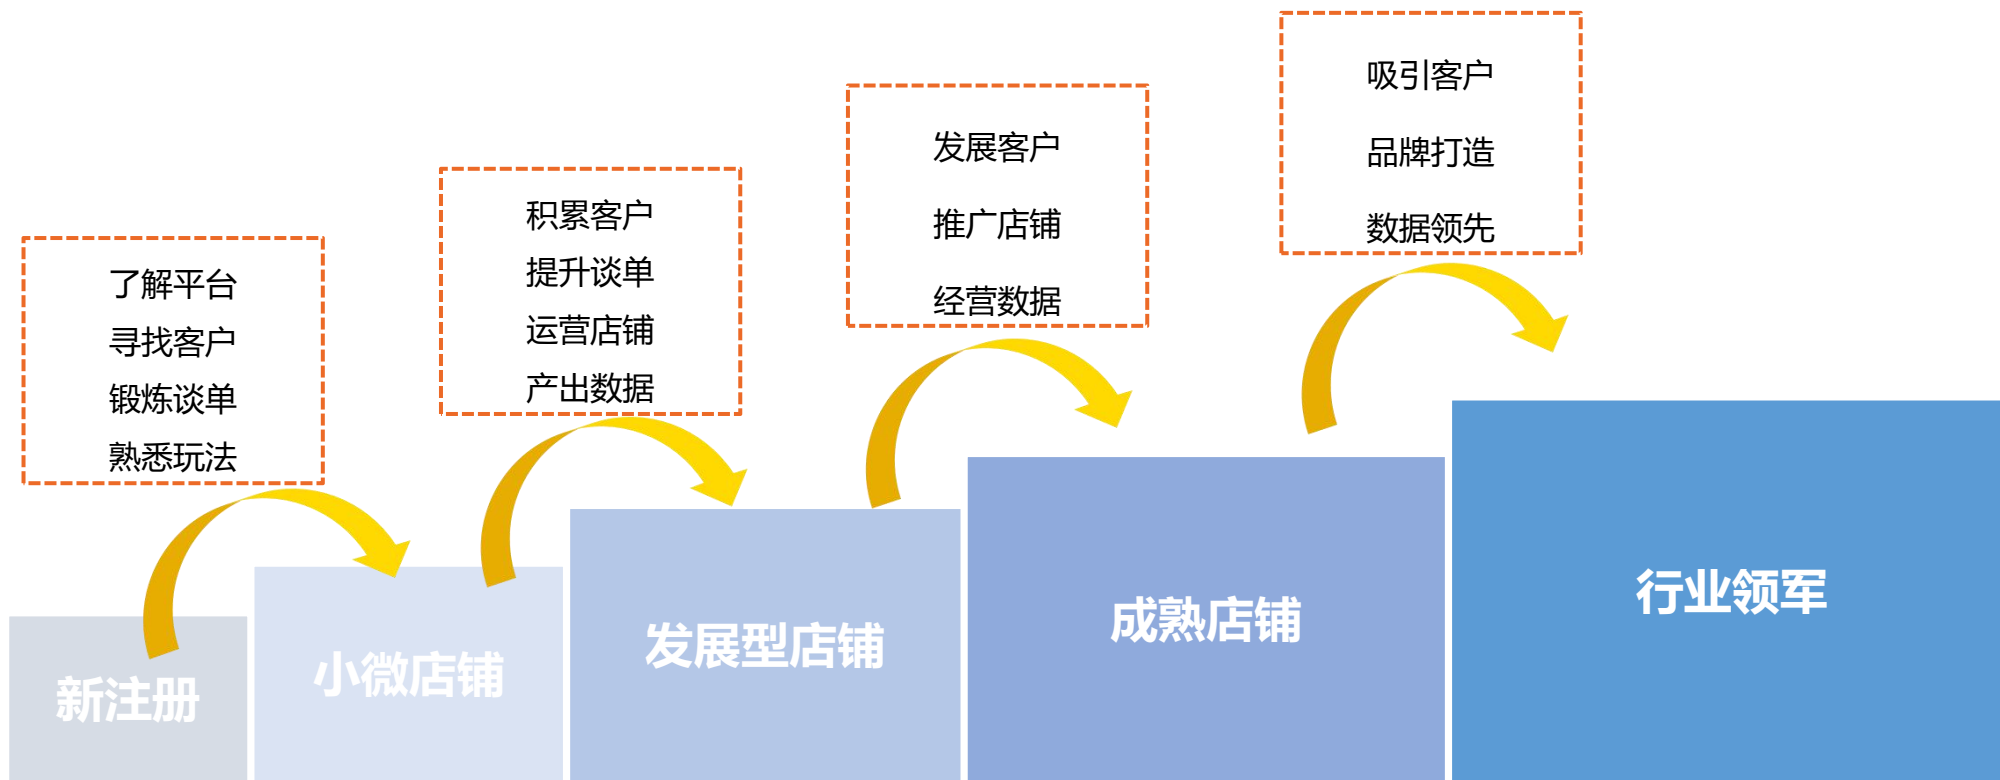 了解平台
寻找客户
锻炼谈单
熟悉玩法
积累客户
提升谈单
运营店铺
产出数据
发展客户
推广店铺
经营数据
吸引客户
品牌打造
数据领先
新注册
小微店铺
发展型店铺
成熟店铺
行业领军